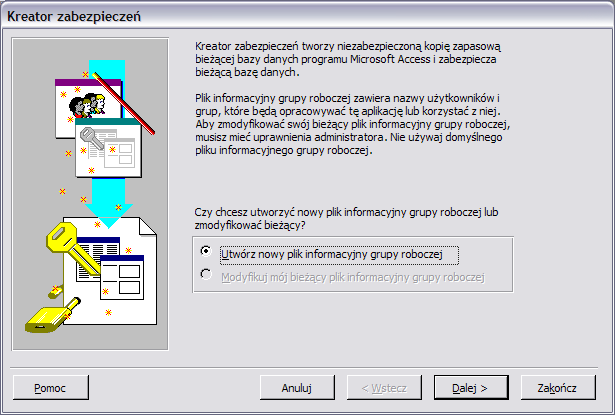 Kreator zabezpieczeń
Kreator zabezpieczeń tworzy niezabezpieczoną kopię zapasową
bieżącej bazy danych programu Microsoft Access i zabezpiecza
bieżącą bazę danych.
Plik informacyjny grupy roboczej zawiera nazwy użytkowników i
grup, które będą opracowywać tę aplikację lub korzystać z niej.
Aby zmodyfikować swój bieżący plik informacyjny grupy roboczej,
musisz mieć uprawnienia administratora. Nie używaj domyślnego
pliku informacyjnego grupy roboczej.
Czy chcesz utworzyć nowy plik informacyjny grupy roboczej lub
zmodyfikować bieżący?
Utwórz nowy plik informacyjny grupy roboczej
Modyfikuj mój bieżący plik informacyjny grupy roboczej
Pomoc
Anuluj
< Wstecz
Dalej >
Zakończ